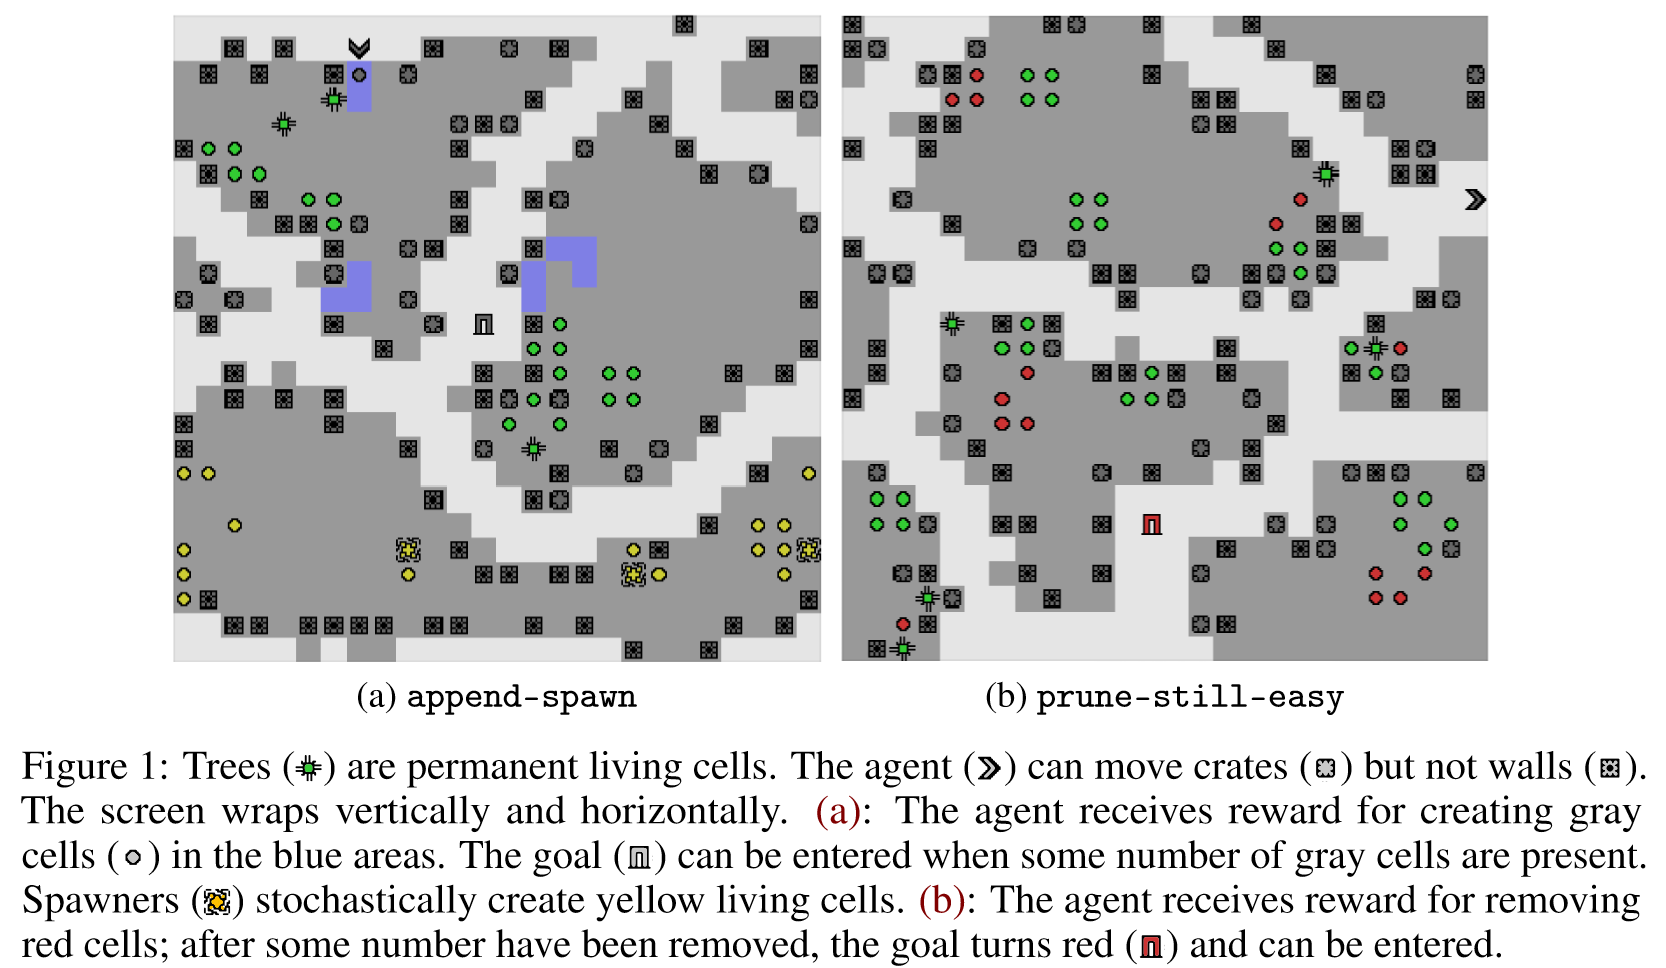 (a) append-spawn
(b) prune-still-easy
Figure 1: Trees ( ) are permanent living cells. The agent ( ) can move crates ( ) but not walls ( ).
The screen wraps vertically and horizontally. (a): The agent receives reward for creating gray
cells ( ) in the blue areas. The goal ( ) can be entered when some number of gray cells are present.
Spawners ( ) stochastically create yellow living cells. (b): The agent receives reward for removing
red cells; after some number have been removed, the goal turns red ( ) and can be entered.